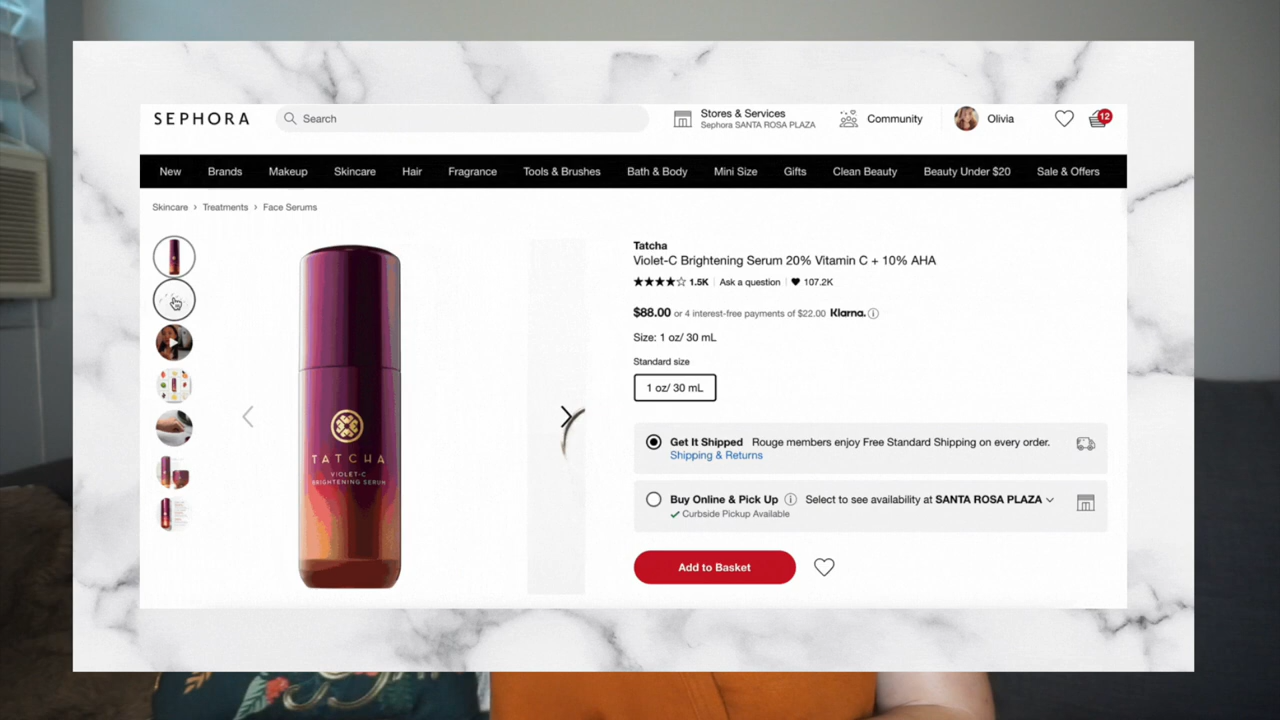 SEPHORA
Search
Stores & Services
Sephora SANTA ROSA PLAZA
Community
Olivia
12
New Brands Makeup Skincare Hair Fragrance Tools & Brushes Bath & Body Mini Size Gifts Clean Beauty Beauty Under $20 Sale & Offers
Skincare > Treatments > Face Serums
Tatcha
Violet-C Brightening Serum 20% Vitamin C + 10% AHA
1.5K | Ask a question | 107.2K
$88.00 or 4 interest-free payments of $22.00 Klarna.
Size: 1 oz/ 30 mL
Standard size
1 oz/ 30 mL
Get It Shipped Rouge members enjoy Free Standard Shipping on every order.
Shipping & Returns
Buy Online & Pick Up Select to see availability at SANTA ROSA PLAZA
Curbside Pickup Available
Add to Basket
TATCHA
VIOLET-C
BRIGHTENING SERUM